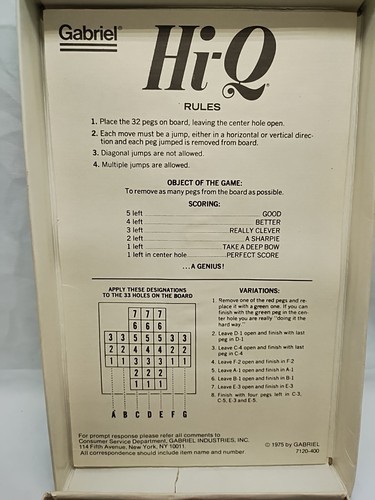 Gabriel®
Hi-Q®
RULES
1. Place the 32 pegs on board, leaving the center hole open.
2. Each move must be a jump, either in a horizontal or vertical direc-
tion and each peg jumped is removed from board.
3. Diagonal jumps are not allowed.
4. Multiple jumps are allowed.
OBJECT OF THE GAME:
To remove as many pegs from the board as possible.
SCORING:
5 left GOOD
4 left BETTER
3 left REALLY CLEVER
2 left A SHARPIE
1 left TAKE A DEEP BOW
1 left in center hole PERFECT SCORE
...A GENIUS!
APPLY THESE DESIGNATIONS
TO THE 33 HOLES ON THE BOARD
7 7 7
6 6 6
3 3 5 5 5 3 3
2 2 4 4 4 2 2
1 1 3 3 3 1 1
2 2 2
1 1 1
A B C D E F G
VARIATIONS:
1. Remove one of the red pegs and re-
place it with a green one. If you can
finish with the green peg in the cen-
ter hole you are really "doing it the
hard way."
2. Leave D-1 open and finish with last
peg in D-1
3. Leave C-4 open and finish with last
peg in C-4
4. Leave F-2 open and finish in F-2
5. Leave A-1 open and finish in A-1
6. Leave B-1 open and finish in B-1
7. Leave E-3 open and finish in E-3
8. Finish with four pegs left in C-3,
C-5, E-3 and E-5.
For prompt response please refer all comments to
Consumer Service Department, GABRIEL INDUSTRIES, INC.
114 Fifth Avenue, New York, NY 10011.
All correspondence should include item name and number
© 1975 by GABRIEL
7120-400